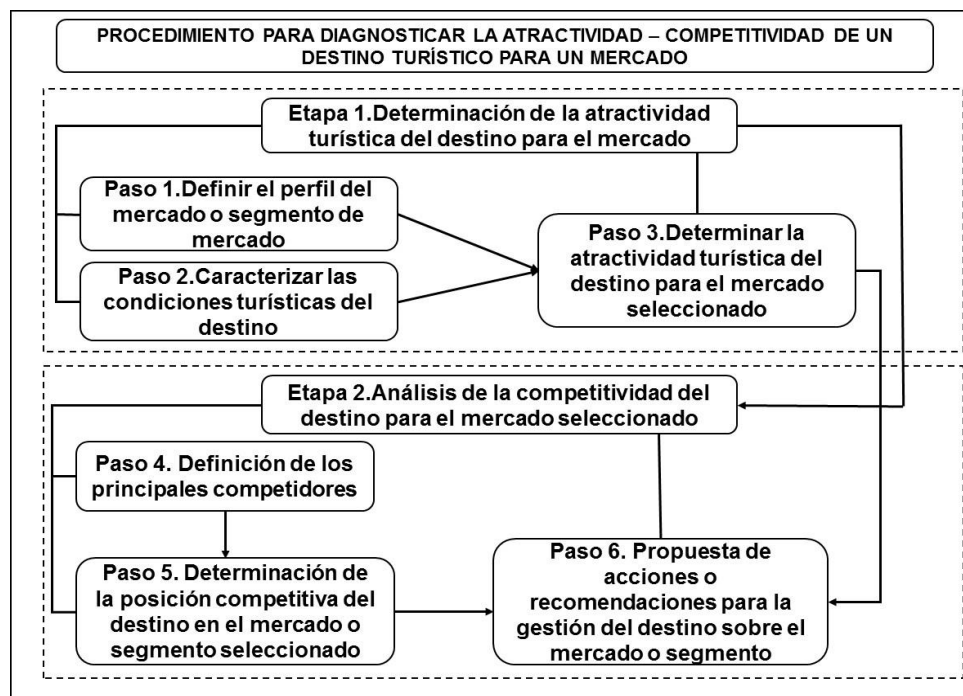 PROCEDIMIENTO PARA DIAGNOSTICAR LA ATRACTIVIDAD – COMPETITIVIDAD DE UN
DESTINO TURÍSTICO PARA UN MERCADO
Etapa 1.Determinación de la atractividad
turística del destino para el mercado
Paso 1.Definir el perfil del
mercado o segmento de
mercado
Paso 2.Caracterizar las
condiciones turísticas del
destino
Paso 3.Determinar la
atractividad turística del
destino para el mercado
seleccionado
Etapa 2.Análisis de la competitividad del
destino para el mercado seleccionado
Paso 4. Definición de los
principales competidores
Paso 5. Determinación de
la posición competitiva del
destino en el mercado o
segmento seleccionado
Paso 6. Propuesta de
acciones o
recomendaciones para la
gestión del destino sobre el
mercado o segmento